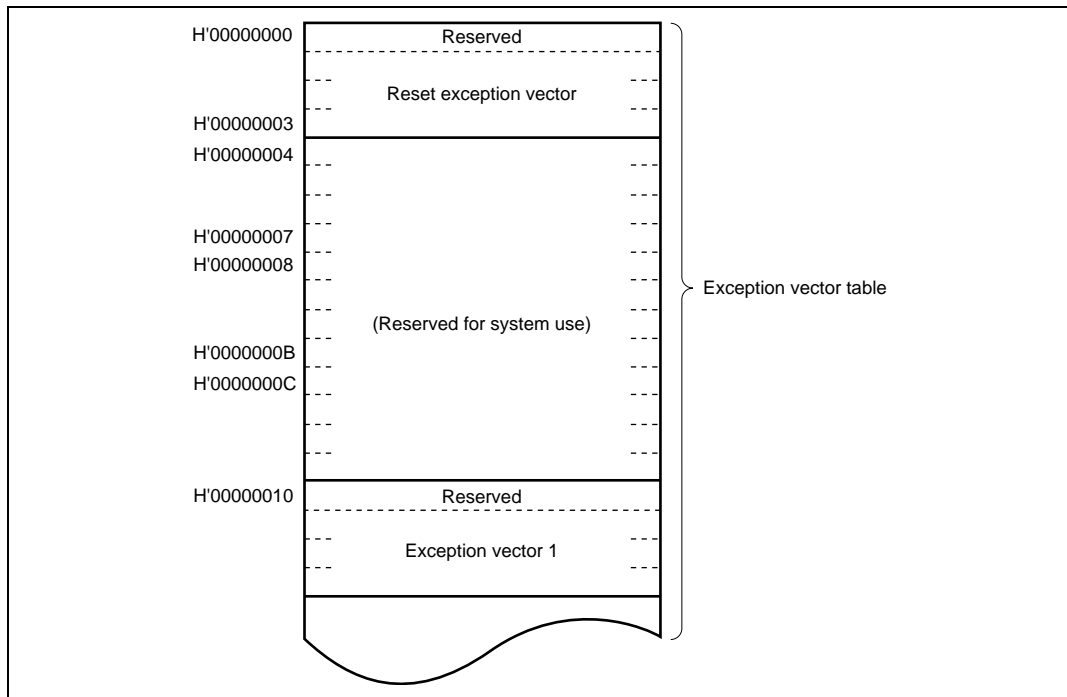 H'00000000
Reserved
Reset exception vector
H'00000003
H'00000004
H'00000007
H'00000008
Exception vector table
(Reserved for system use)
H'0000000B
H'0000000C
H'00000010
Reserved
Exception vector 1